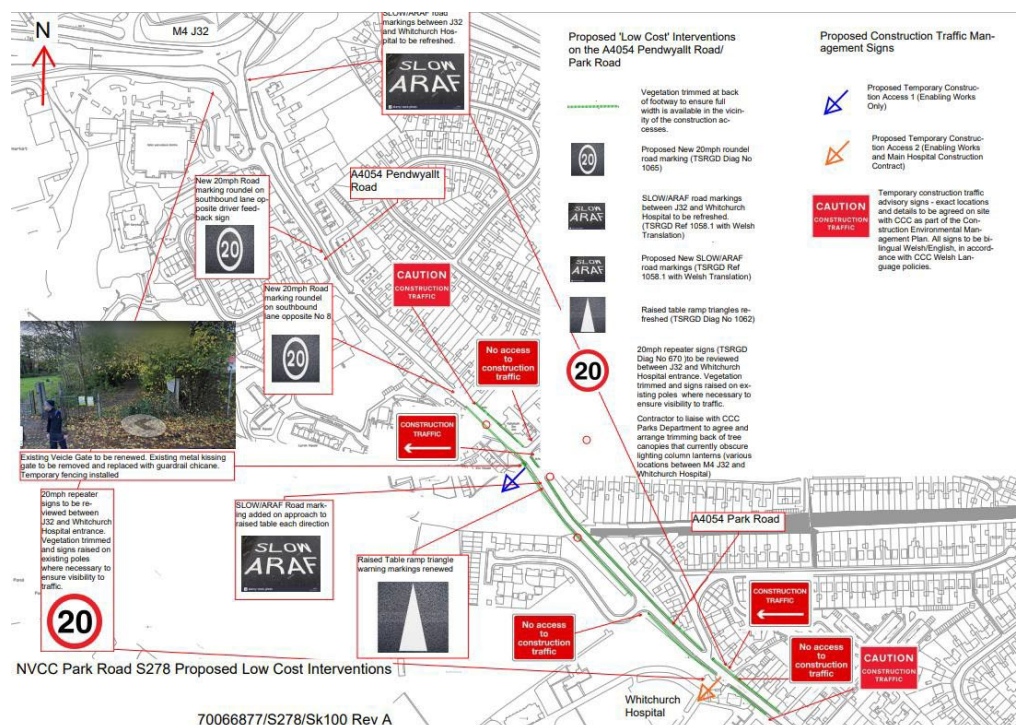 N
M4 J32
SLOW/ARAF road
markings between J32
and Whitchurch Hos-
pital to be refreshed.
SLOW
ARAF
A4054 Pendwyallt
Road
New 20mph Road
marking roundel on
southbound lane op-
posite driver feed-
back sign
20
New 20mph Road
marking roundel
on southbound
lane opposite No 8
20
CAUTION
CONSTRUCTION
TRAFFIC
No access
to
construction
traffic
CONSTRUCTION
TRAFFIC
Existing Veicle Gate to be renewed. Existing metal kissing
gate to be removed and replaced with guardrail chicane.
Temporary fencing installed
20mph repeater
signs to be re-
viewed between
J32 and Whitchurch
Hospital entrance.
Vegetation trimmed
and signs raised on
existing poles
where necessary to
ensure visibility to
traffic.
20
SLOW/ARAF Road mark-
ing added on approach to
raised table each direction
SLOW
ARAF
Raised Table ramp triangle
warning markings renewed
A4054 Park Road
No access
to
construction
traffic
CONSTRUCTION
TRAFFIC
No access
to
construction
traffic
CAUTION
CONSTRUCTION
TRAFFIC
Whitchurch
Hospital
NVCC Park Road S278 Proposed Low Cost Interventions
70066877/S278/Sk100 Rev A
Proposed 'Low Cost' Interventions
on the A4054 Pendwyallt Road/
Park Road
Vegetation trimmed at back
of footway to ensure full
width is available in the vicin-
ity of the construction ac-
cesses.
20
Proposed New 20mph roundel
road marking (TSRGD Diag No
1065)
SLOW
ARAF
SLOW/ARAF road markings
between J32 and Whitchurch
Hospital to be refreshed.
(TSRGD Ref 1058.1 with Welsh
Translation)
SLOW
ARAF
Proposed New SLOW/ARAF
road markings (TSRGD Ref
1058.1 with Welsh Translation)
Raised table ramp triangles re-
freshed (TSRGD Diag No 1062)
20
20mph repeater signs (TSRGD
Diag No 670 )to be reviewed
between J32 and Whitchurch
Hospital entrance. Vegetation
trimmed and signs raised on ex-
isting poles where necessary to
ensure visibility to traffic.
Contractor to liaise with CCC
Parks Department to agree and
arrange trimming back of tree
canopies that currently obscure
lighting column lanterns (various
locations between M4 J32 and
Whitchurch Hospital)
Proposed Construction Traffic Man-
agement Signs
Proposed Temporary Construc-
tion Access 1 (Enabling Works
Only)
Proposed Temporary Construc-
tion Access 2 (Enabling Works
and Main Hospital Construction
Contract)
CAUTION
CONSTRUCTION
TRAFFIC
Temporary construction traffic
advisory signs - exact locations
and details to be agreed on site
with CCC as part of the Con-
struction Environmental Man-
agement Plan. All signs to be bi-
lingual Welsh/English, in accord-
ance with CCC Welsh Lan-
guage policies.